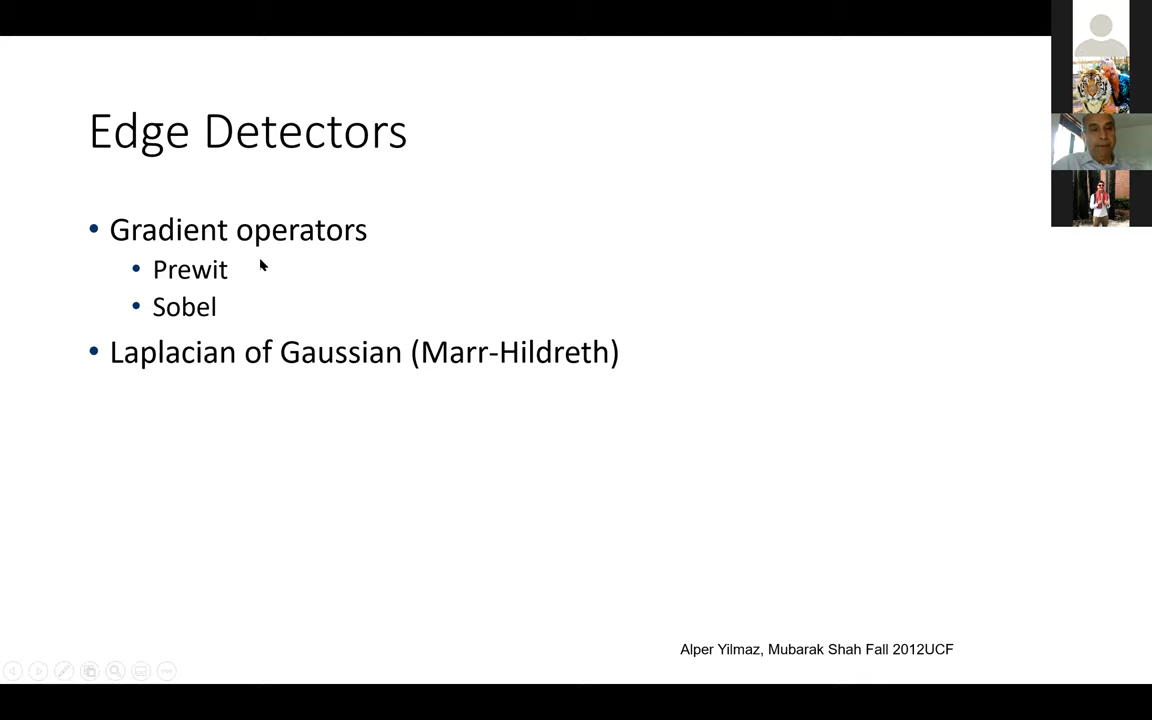 Edge Detectors
• Gradient operators
• Prewit
• Sobel
• Laplacian of Gaussian (Marr-Hildreth)
Alper Yilmaz, Mubarak Shah Fall 2012UCF